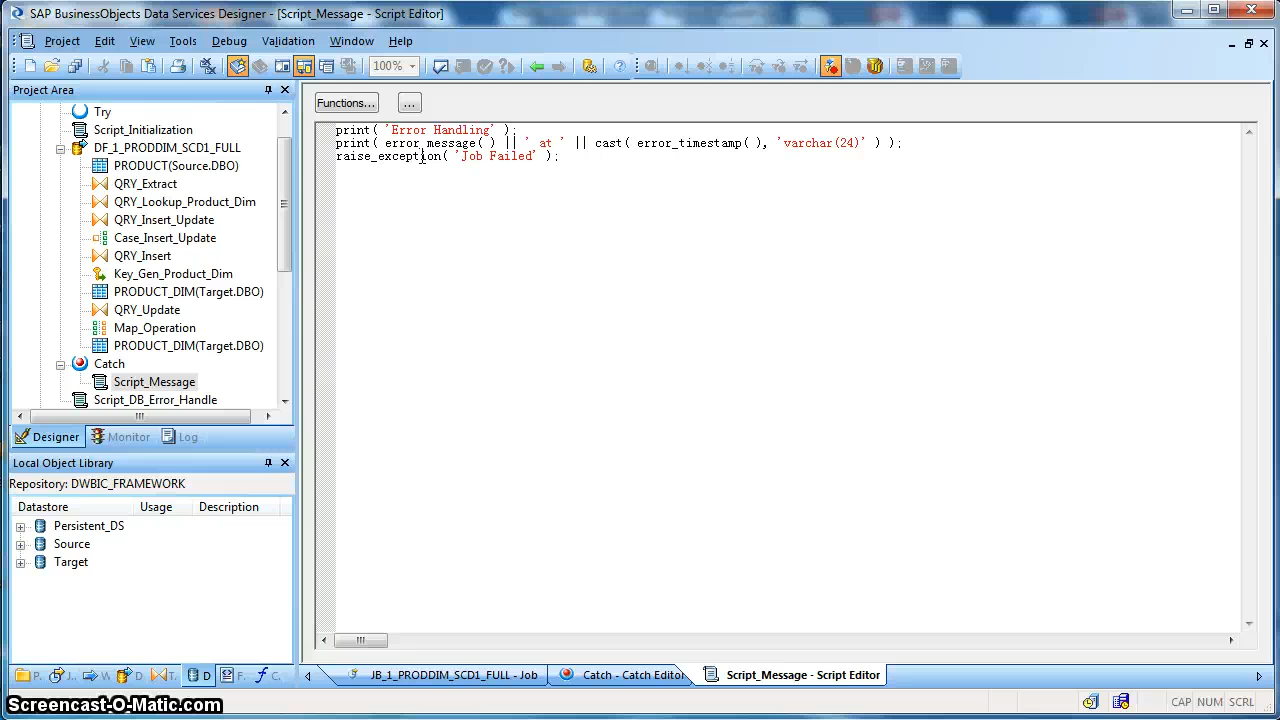 SAP BusinessObjects Data Services Designer - [Script_Message - Script Editor]
Project Edit View Tools Debug Validation Window Help
100%
Project Area
Functions... ...
Try
Script_Initialization
DF_1_PRODDIM_SCD1_FULL
PRODUCT(Source.DBO)
QRY_Extract
QRY_Lookup_Product_Dim
QRY_Insert_Update
Case_Insert_Update
QRY_Insert
Key_Gen_Product_Dim
PRODUCT_DIM(Target.DBO)
QRY_Update
Map_Operation
PRODUCT_DIM(Target.DBO)
Catch
Script_Message
Script_DB_Error_Handle
print( 'Error Handling' );
print( error_message( ) || ' at ' || cast( error_timestamp( ), 'varchar(24)' ) );
raise_exception( 'Job Failed' );
Designer Monitor Log
Local Object Library
Repository: DWBIC_FRAMEWORK
Datastore Usage Description
Persistent_DS
Source
Target
P. J.. W D T. D F. C.
JB_1_PRODDIM_SCD1_FULL - Job Catch - Catch Editor Script_Message - Script Editor
CAP NUM SCRL
Screencast-O-Matic.com